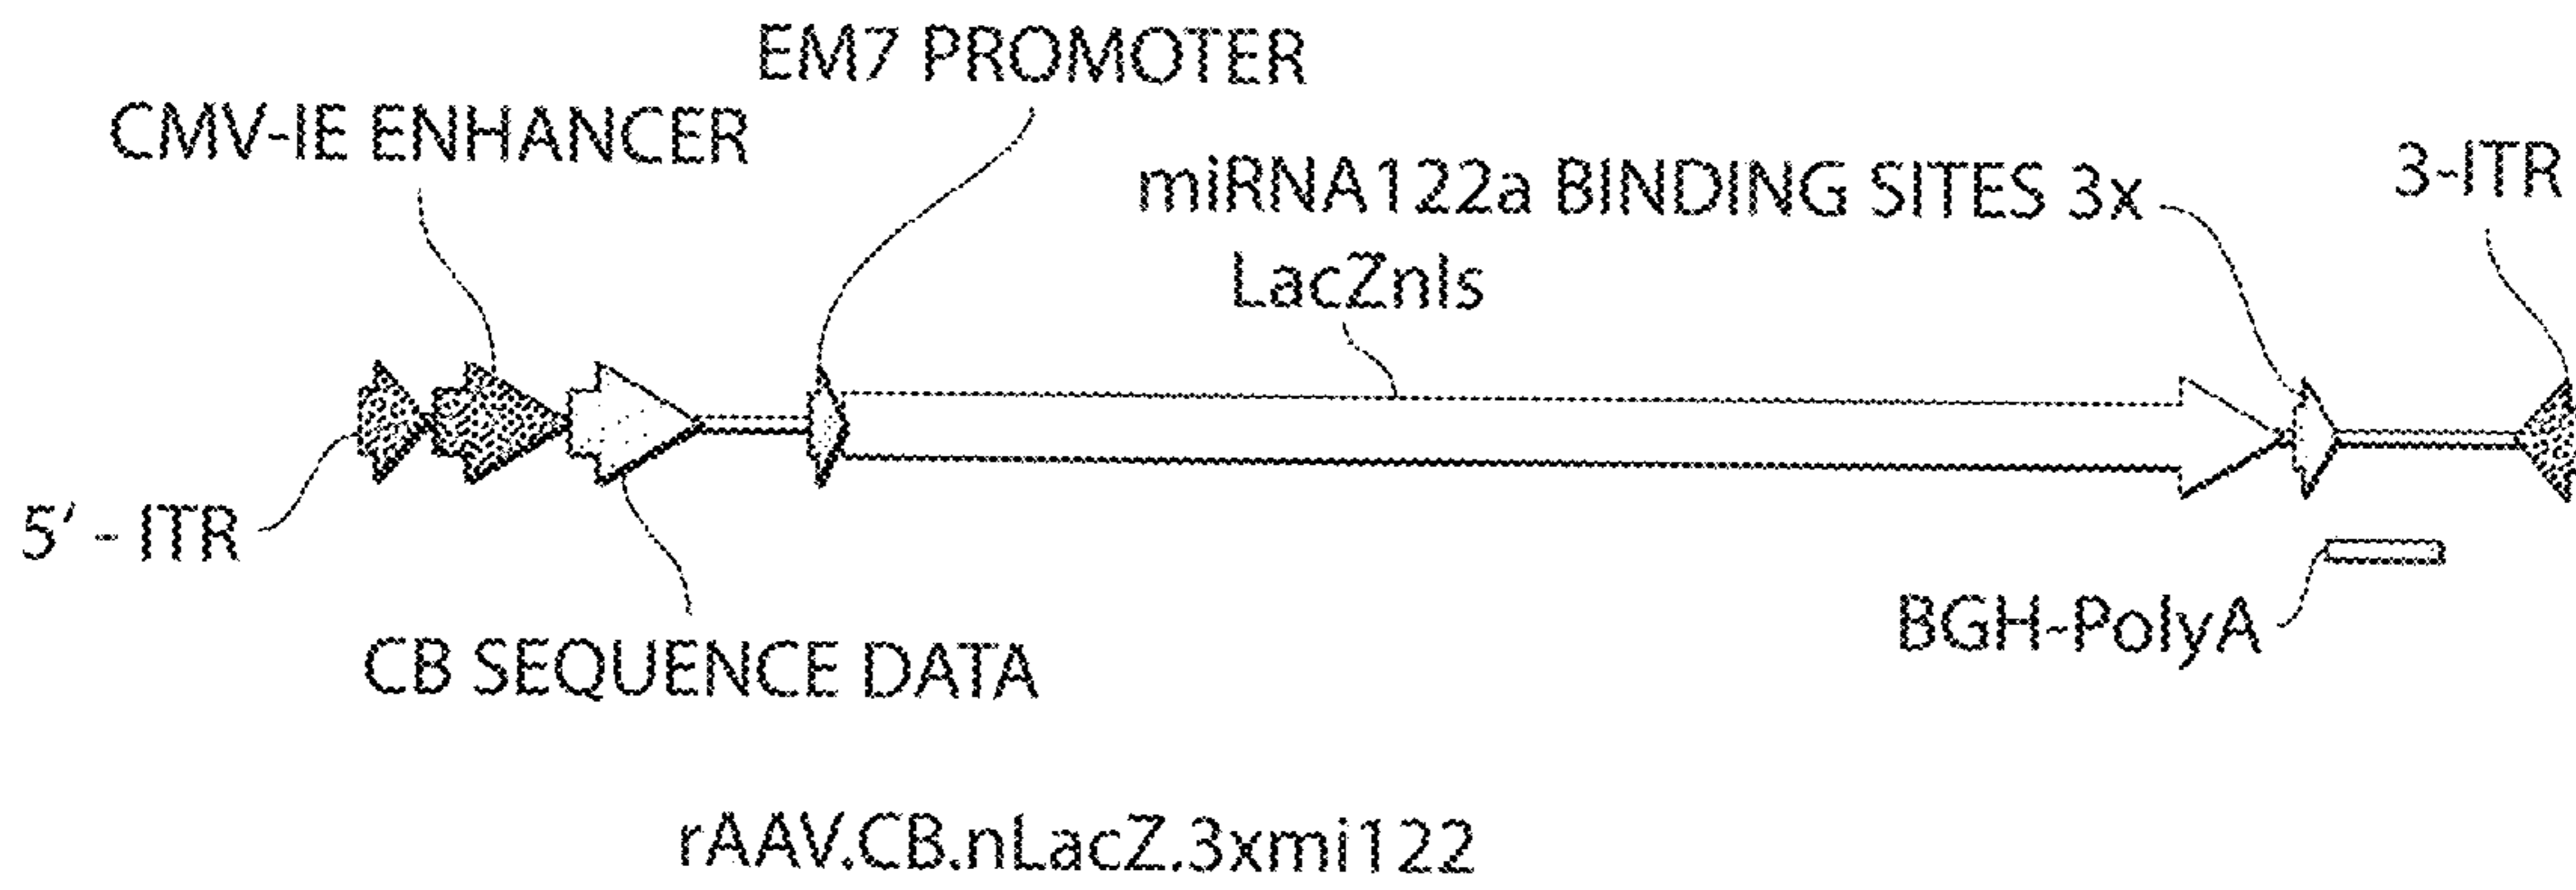 EM7 PROMOTER
CMV-IE ENHANCER
miRNA122a BINDING SITES 3x
3-ITR
LacZnls
5' - ITR
BGH-PolyA
CB SEQUENCE DATA
rAAV.CB.nLacZ.3xmi122